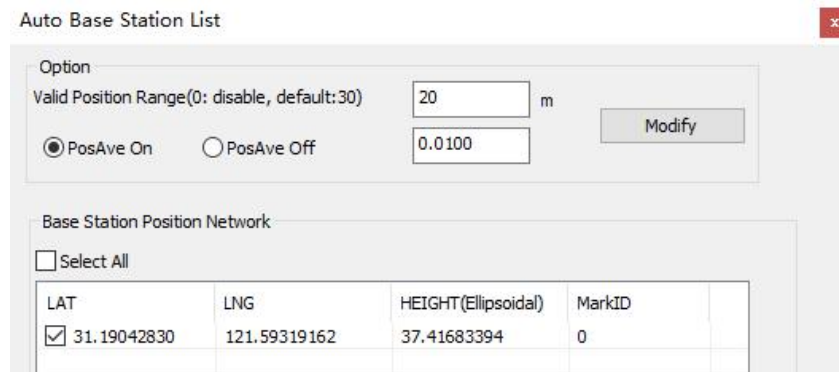 Auto Base Station List
x
Option
Valid Position Range(0: disable, default:30) 20 m
Modify
PosAve On PosAve Off 0.0100
Base Station Position Network
Select All
LAT LNG HEIGHT(Ellipsoidal) MarkID
31.19042830 121.59319162 37.41683394 0